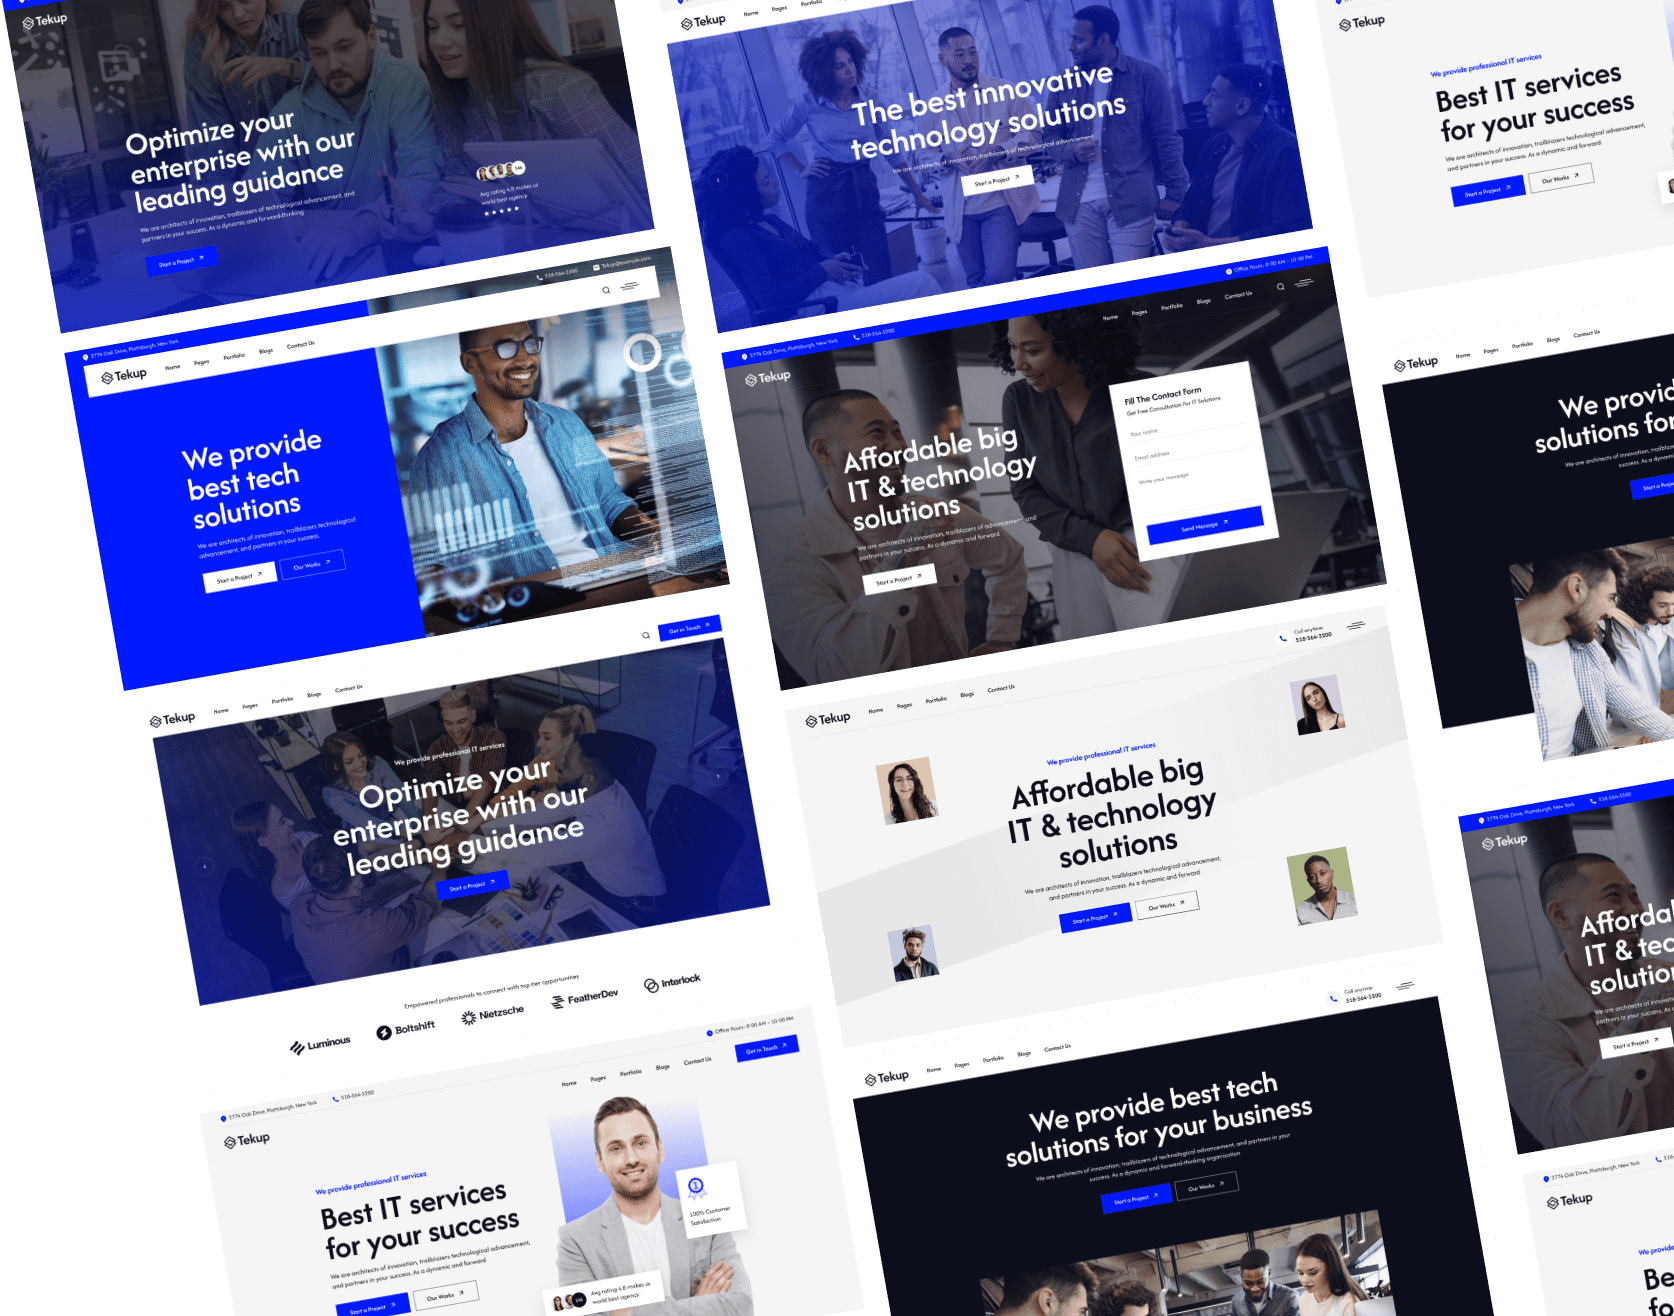 Tekup
Optimize your
enterprise with our
leading guidance
We are architects of innovation, trailblazers of technological advancement, and
partners in your success. As a dynamic and forward-thinking
Start a Project
Avg rating 4.8 makes us
world best agency.
Tekup
Home Pages Portfolio
The best innovative
technology solutions
We are architects of innovation, trailblazers of technological advancement
Start a Project
Tekup
We provide professional IT services
Best IT services
for your success
We are architects of innovation, trailblazers of technological advancement,
and partners in your success. As a dynamic and forward
Start a Project Our Works
518-564-3200 Tekup@example.com
3774 Oak Drive, Plattsburgh, New York
Tekup Home Pages Portfolio Blogs Contact Us
We provide
best tech
solutions
We are architects of innovation, trailblazers technological
advancement, and partners in your success.
Start a Project Our Works
Office Hours: 8:00 AM – 10:00 PM
3774 Oak Drive, Plattsburgh, New York 518-564-3200
Tekup Home Pages Portfolio Blogs Contact Us
Affordable big
IT & technology
solutions
We are architects of innovation, trailblazers of advancement, and
partners in your success. As a dynamic and forward
Start a Project
Fill The Contact Form
Get Free Consultation For IT Solutions
Your name
Email address
Write your message
Send Message
Tekup Home Pages Portfolio Blogs Contact Us
We provid
solutions for
We are architects of innovation, tra
success. As a dynam
Start a Proje
Get in Touch
Tekup Home Pages Portfolio Blogs Contact Us
We provide professional IT services
Optimize your
enterprise with our
leading guidance
Start a Project
Empowered professionals to connect with top-tier opportunities
Luminous Boltshift Nietzsche FeatherDev Interlock
Call anytime
518-564-3200
Tekup Home Pages Portfolio Blogs Contact Us
We provide professional IT services
Affordable big
IT & technology
solutions
We are architects of innovation, trailblazers technological advancement,
and partners in your success. As a dynamic and forward
Start a Project Our Works
3774 Oak Drive, Plattsburgh, New York 518-564-3200
Tekup
Affordal
IT & tec
solution
We are architects of innovation
partners in your success. As a
Start a Project
Office Hours: 8:00 AM – 10:00 PM
3774 Oak Drive, Plattsburgh, New York 518-564-3200
Tekup Home Pages Portfolio Blogs Contact Us Get in Touch
We provide professional IT services
Best IT services
for your success
We are architects of innovation, trailblazers technological advancement,
and partners in your success. As a dynamic and forward
Start a Project Our Works
100% Customer
Satisfaction
Avg rating 4.8 makes us
world best agency.
Call anytime
518-564-3200
Tekup Home Pages Portfolio Blogs Contact Us
We provide best tech
solutions for your business
We are architects of innovation, trailblazers of technological advancement, and partners in your
success. As a dynamic and forward-thinking organization
Start a Project Our Works
3774 Oak Drive, Plattsburgh, New York 518
Tekup
We provide
Be
fo